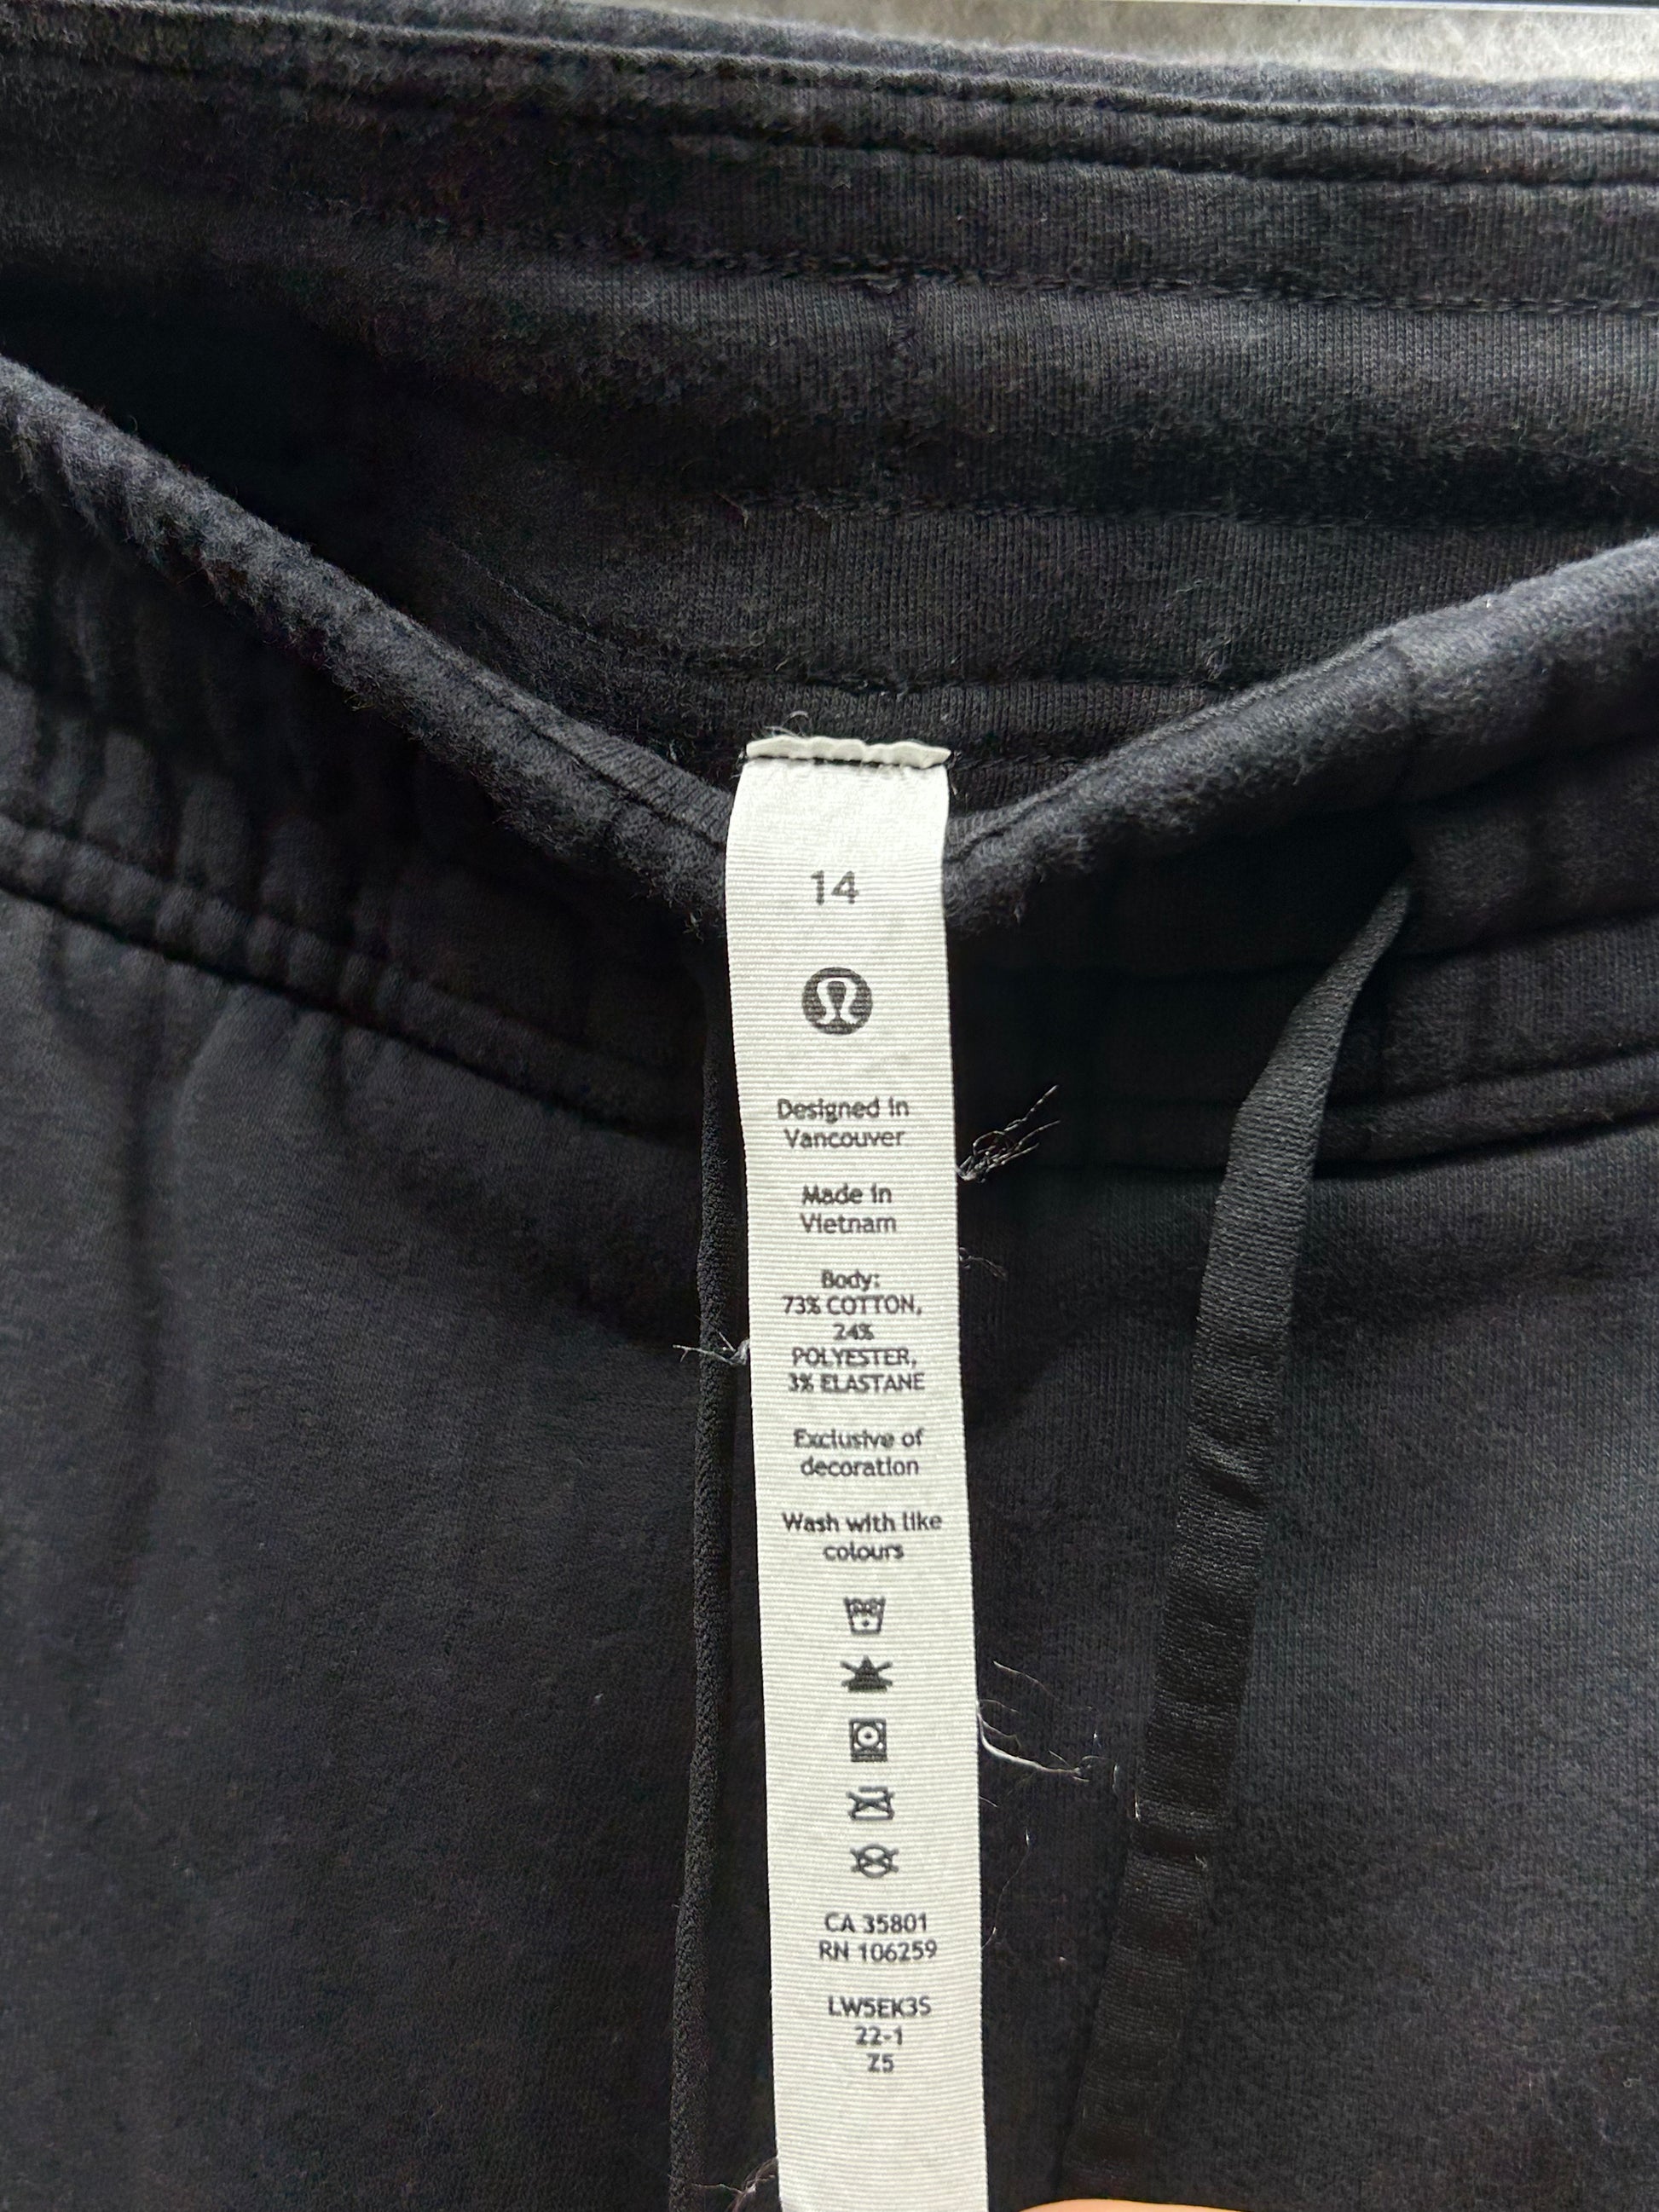 14
Designed in
Vancouver
Made in
Vietnam
Body:
73% COTTON,
24%
POLYESTER,
3% ELASTANE
Exclusive of
decoration
Wash with like
colours
CA 35801
RN 106259
LW5EK3S
22-1
Z5